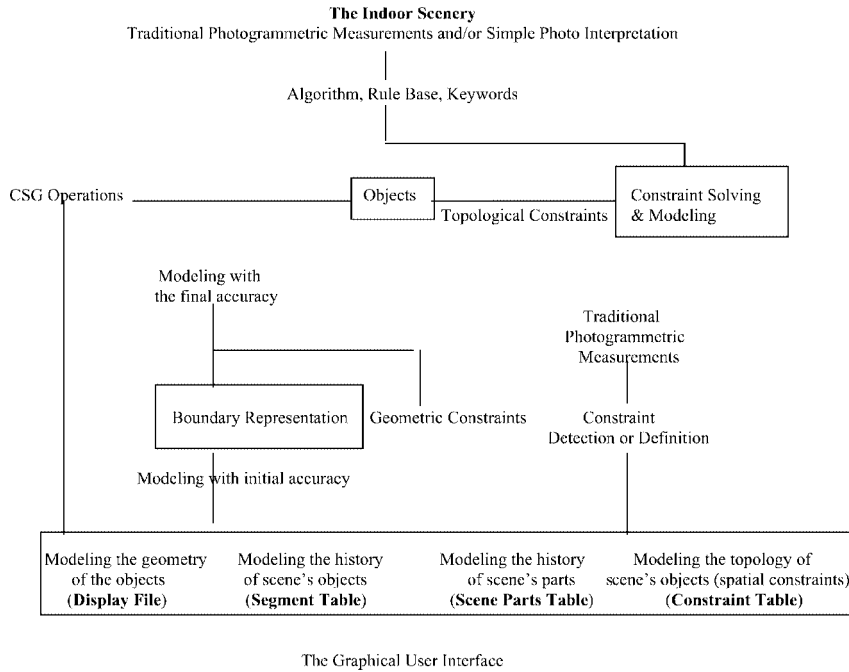 The Indoor Scenery
Traditional Photogrammetric Measurements and/or Simple Photo Interpretation
Algorithm, Rule Base, Keywords
CSG Operations
Objects
Topological Constraints
Constraint Solving
& Modeling
Modeling with
the final accuracy
Traditional
Photogrammetric
Measurements
Boundary Representation
Geometric Constraints
Constraint
Detection or Definition
Modeling with initial accuracy
Modeling the geometry
of the objects
(Display File)
Modeling the history
of scene's objects
(Segment Table)
Modeling the history
of scene's parts
(Scene Parts Table)
Modeling the topology of
scene's objects (spatial constraints)
(Constraint Table)
The Graphical User Interface